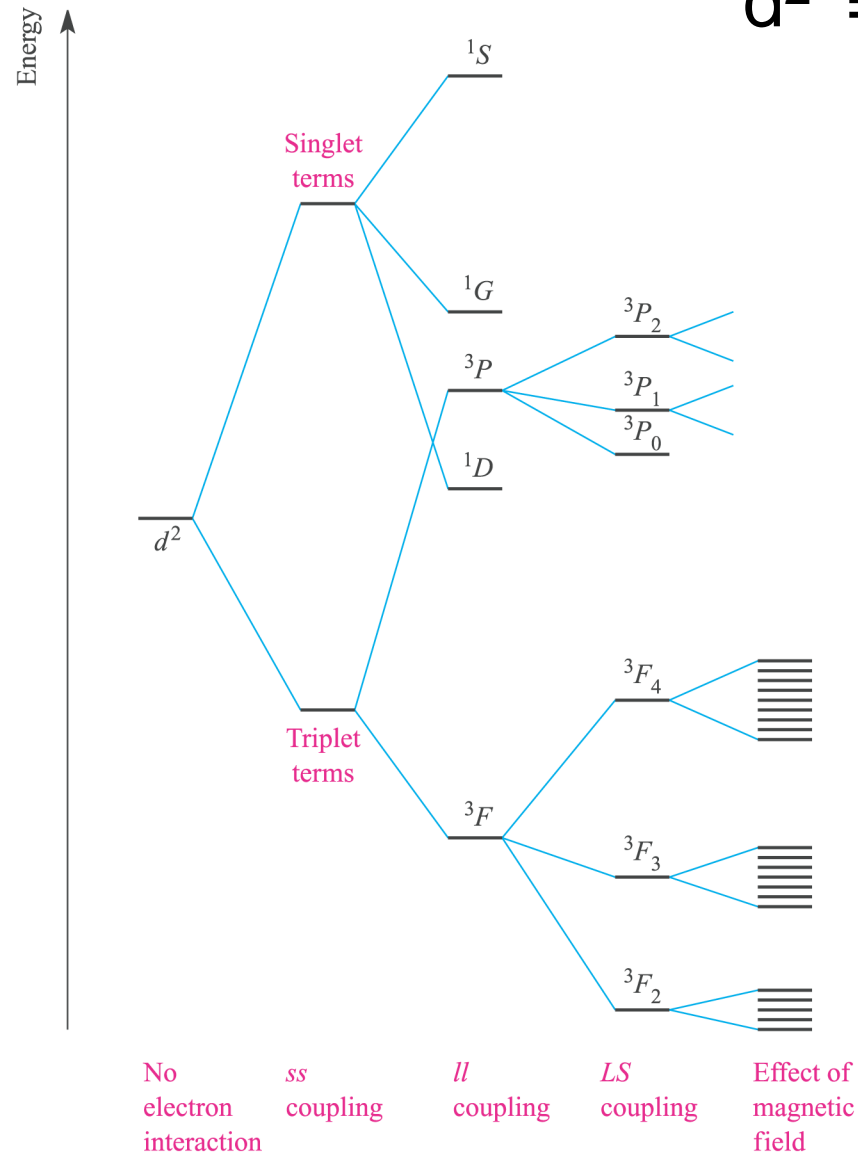 d² =
Energy
¹S
Singlet
terms
¹G
³P₂
³P
³P₁
³P₀
¹D
d²
³F₄
Triplet
terms
³F
³F₃
³F₂
No
electron
interaction
ss
coupling
ll
coupling
LS
coupling
Effect of
magnetic
field